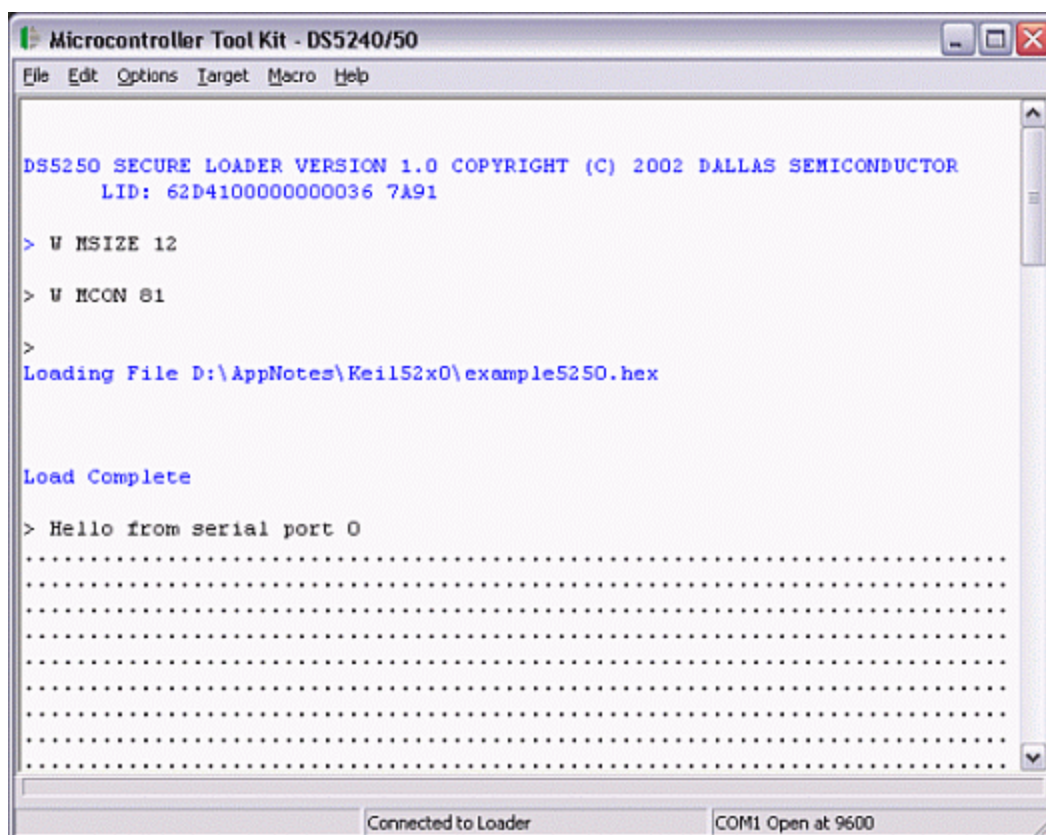 Microcontroller Tool Kit - DS5240/50
File Edit Options Target Macro Help
DS5250 SECURE LOADER VERSION 1.0 COPYRIGHT (C) 2002 DALLAS SEMICONDUCTOR
LID: 62D4100000000036 7A91
> W MSIZE 12
> W MCON 81
>
Loading File D:\AppNotes\Keil52x0\example5250.hex
Load Complete
> Hello from serial port 0
............................................................................
............................................................................
............................................................................
............................................................................
............................................................................
............................................................................
............................................................................
............................................................................
............................................................................
Connected to Loader
COM1 Open at 9600